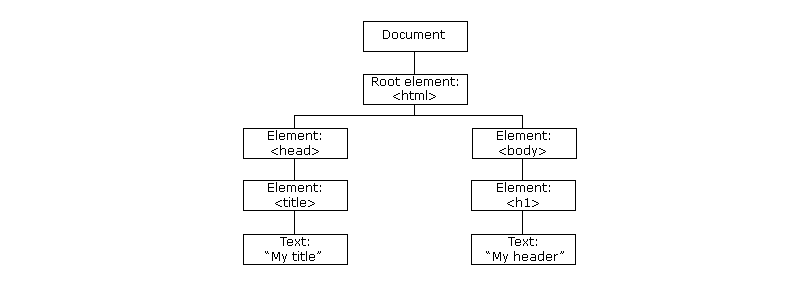 Document
Root element:
<html>
Element:
<head>
Element:
<body>
Element:
<title>
Element:
<h1>
Text:
“My title”
Text:
“My header”